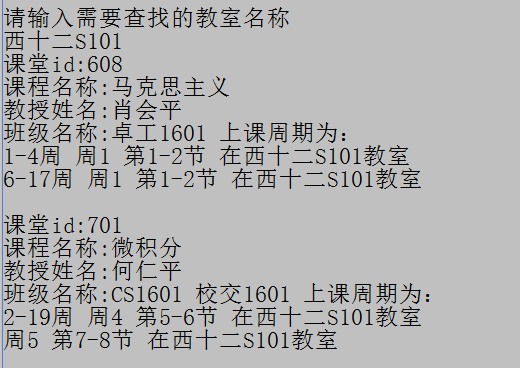 请输入需要查找的教室名称
西十二S101
课堂id:608
课程名称:马克思主义
教授姓名:肖会平
班级名称:卓工1601 上课周期为：
1-4周 周1 第1-2节 在西十二S101教室
6-17周 周1 第1-2节 在西十二S101教室
课堂id:701
课程名称:微积分
教授姓名:何仁平
班级名称:CS1601 校交1601 上课周期为：
2-19周 周4 第5-6节 在西十二S101教室
周5 第7-8节 在西十二S101教室